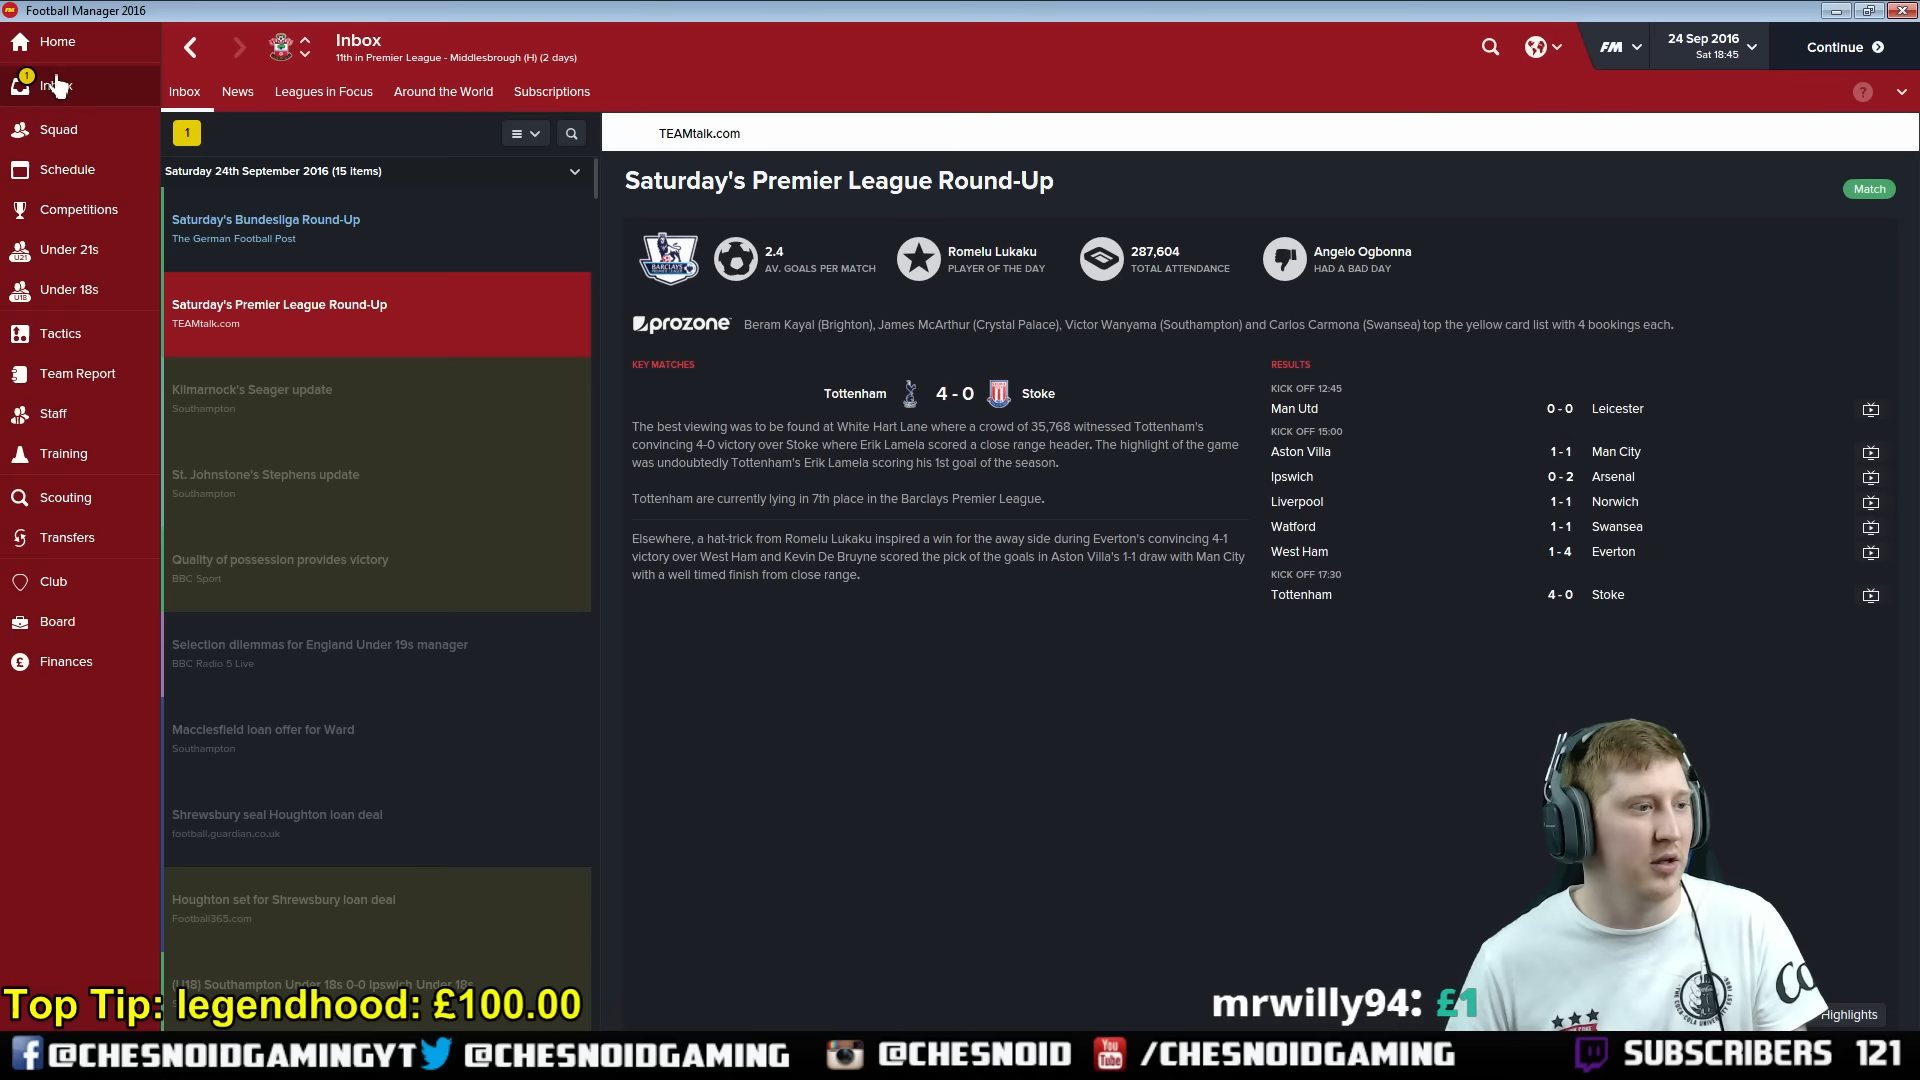 Football Manager 2016
Home
1
Inbox
Squad
Schedule
Competitions
U21
Under 21s
U18
Under 18s
Tactics
Team Report
Staff
Training
Scouting
Transfers
Club
Board
Finances
Inbox
11th in Premier League - Middlesbrough (H) (2 days)
FM
24 Sep 2016
Sat 18:45
Continue
Inbox
News
Leagues in Focus
Around the World
Subscriptions
?
1
Saturday 24th September 2016 (15 items)
Saturday's Bundesliga Round-Up
The German Football Post
Saturday's Premier League Round-Up
TEAMtalk.com
Kilmarnock's Seager update
Southampton
St. Johnstone's Stephens update
Southampton
Quality of possession provides victory
BBC Sport
Selection dilemmas for England Under 19s manager
BBC Radio 5 Live
Macclesfield loan offer for Ward
Southampton
Shrewsbury seal Houghton loan deal
football.guardian.co.uk
Houghton set for Shrewsbury loan deal
Football365.com
(U18) Southampton Under 18s 0-0 Ipswich Under 18s
TEAMtalk.com
Saturday's Premier League Round-Up
Match
BARCLAYS
2.4
AV. GOALS PER MATCH
Romelu Lukaku
PLAYER OF THE DAY
287,604
TOTAL ATTENDANCE
Angelo Ogbonna
HAD A BAD DAY
prozone
Beram Kayal (Brighton), James McArthur (Crystal Palace), Victor Wanyama (Southampton) and Carlos Carmona (Swansea) top the yellow card list with 4 bookings each.
KEY MATCHES
Tottenham 4 - 0 Stoke
The best viewing was to be found at White Hart Lane where a crowd of 35,768 witnessed Tottenham's
convincing 4-0 victory over Stoke where Erik Lamela scored a close range header. The highlight of the game
was undoubtedly Tottenham's Erik Lamela scoring his 1st goal of the season.
Tottenham are currently lying in 7th place in the Barclays Premier League.
Elsewhere, a hat-trick from Romelu Lukaku inspired a win for the away side during Everton's convincing 4-1
victory over West Ham and Kevin De Bruyne scored the pick of the goals in Aston Villa's 1-1 draw with Man City
with a well timed finish from close range.
RESULTS
KICK OFF 12:45
Man Utd 0 - 0 Leicester
KICK OFF 15:00
Aston Villa 1 - 1 Man City
Ipswich 0 - 2 Arsenal
Liverpool 1 - 1 Norwich
Watford 1 - 1 Swansea
West Ham 1 - 4 Everton
KICK OFF 17:30
Tottenham 4 - 0 Stoke
Highlights
Top Tip: legendhood: £100.00
mrwilly94: £1
@CHESNOIDGAMINGYT
@CHESNOIDGAMING
@CHESNOID
You Tube
/CHESNOIDGAMING
SUBSCRIBERS 121